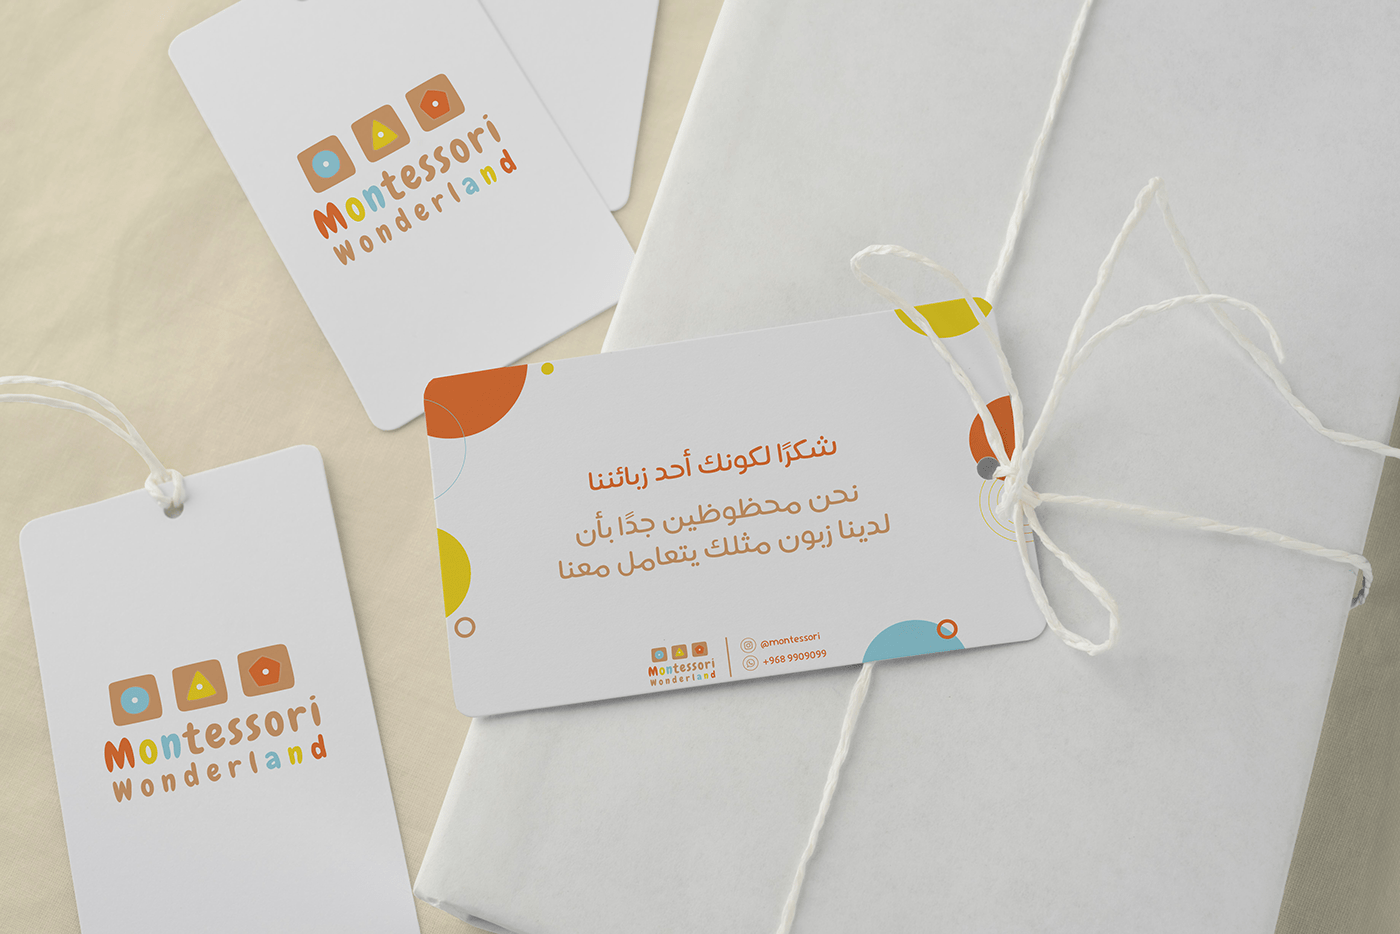 Montessori
Wonderland
شكرًا لكونك أحد زبائننا
نحن محظوظين جدًا بأن
لدينا زبون مثلك يتعامل معنا
Montessori
Wonderland
@montessori
+968 9909099
Montessori
Wonderland